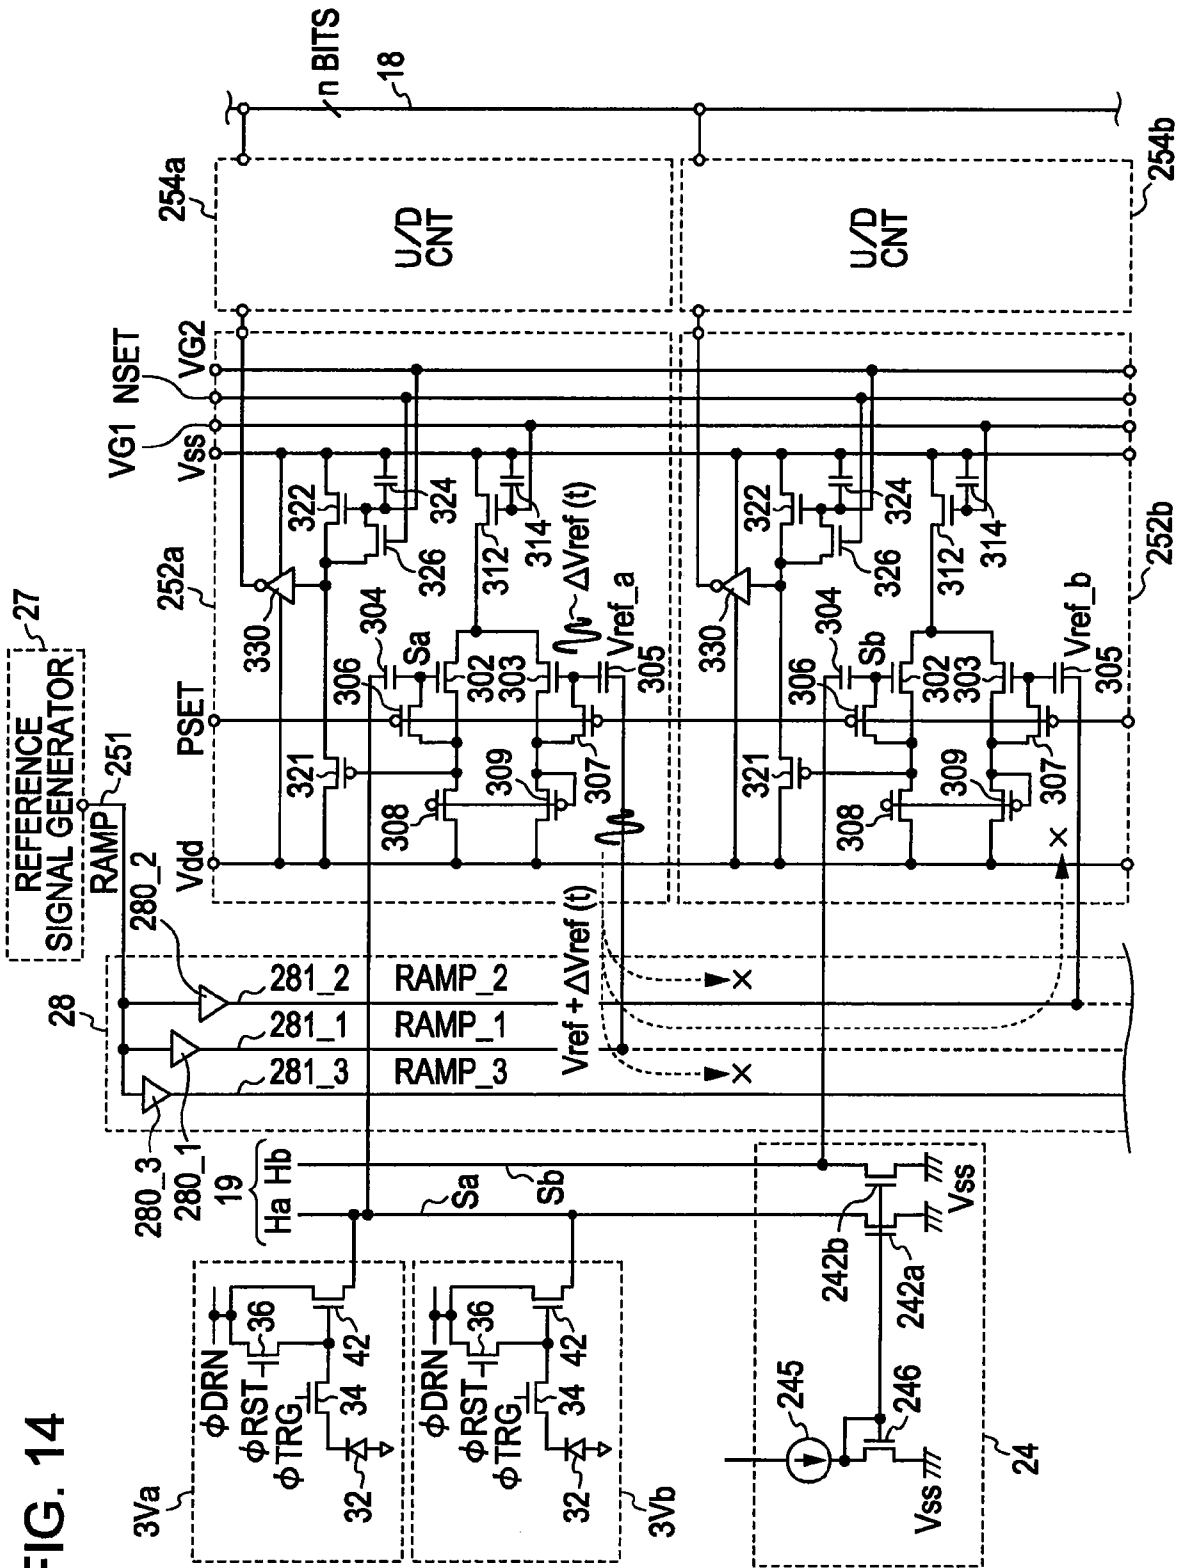 FIG. 14
3Va
φDRN
φRST
36
φTRG
34
42
32
φDRN
φRST
36
φTRG
34
42
32
3Vb
19
Ha Hb
Sa
Sb
245
246
Vss
242b
242a
Vss
24
27
REFERENCE
SIGNAL GENERATOR
RAMP
251
28
280_2
280_1
280_3
281_2
RAMP_2
281_1
RAMP_1
281_3
RAMP_3
Vref + ΔVref (t)
Vdd
PSET
252a
Vss
VG1
NSET
VG2
330
322
324
326
321
304
306
Sa
302
303
312
314
ΔVref (t)
Vref_a
305
307
308
309
330
322
324
326
321
304
306
Sb
302
303
312
314
Vref_b
305
307
308
309
252b
254a
U/D
CNT
U/D
CNT
254b
n BITS
18